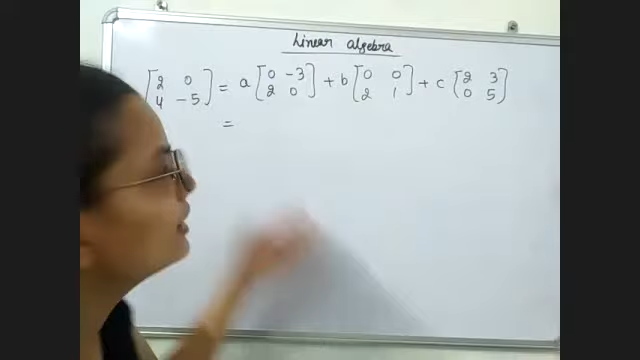 Linear algebra
[2 0 = a [0 -3] + b [0 0] + c [2 3]
4 -5] [2 0] [2 1] [0 5]
=